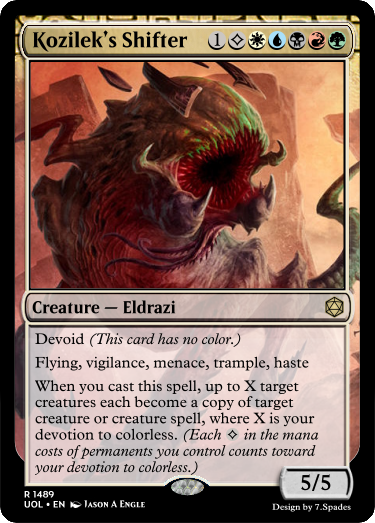 Kozilek's Shifter 1
Creature — Eldrazi
Devoid (This card has no color.)
Flying, vigilance, menace, trample, haste
When you cast this spell, up to X target
creatures each become a copy of target
creature or creature spell, where X is your
devotion to colorless. (Each in the mana
costs of permanents you control counts toward
your devotion to colorless.)
5/5
R 1489
UOL • EN Jason A Engle
Design by 7.Spades